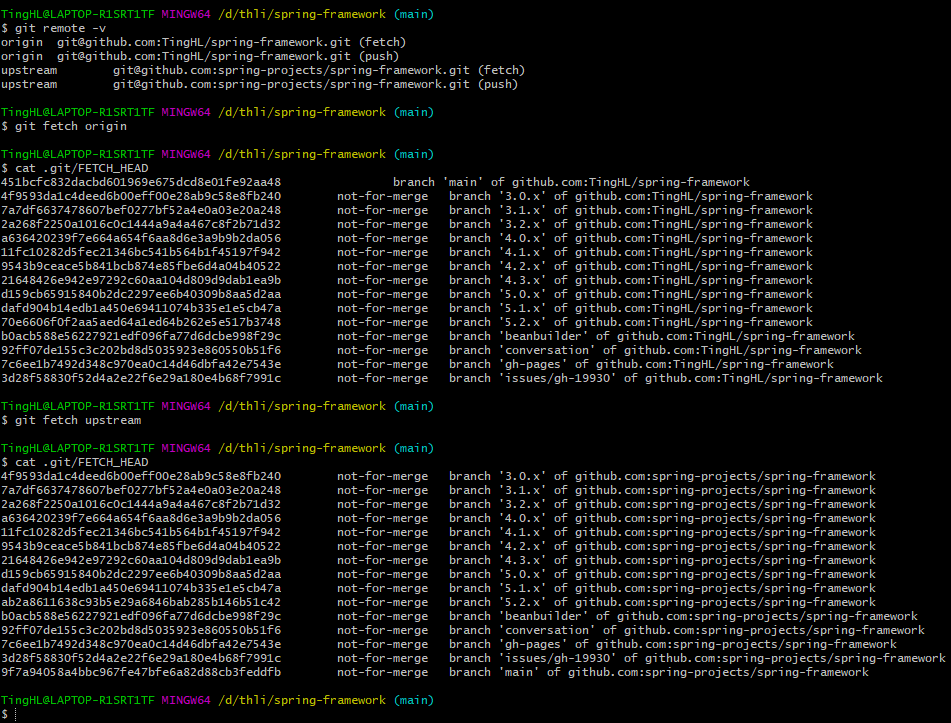 TingHL@LAPTOP-R1SRT1TF MINGW64 /d/thli/spring-framework (main)
$ git remote -v
origin  git@github.com:TingHL/spring-framework.git (fetch)
origin  git@github.com:TingHL/spring-framework.git (push)
upstream        git@github.com:spring-projects/spring-framework.git (fetch)
upstream        git@github.com:spring-projects/spring-framework.git (push)
TingHL@LAPTOP-R1SRT1TF MINGW64 /d/thli/spring-framework (main)
$ git fetch origin
TingHL@LAPTOP-R1SRT1TF MINGW64 /d/thli/spring-framework (main)
$ cat .git/FETCH_HEAD
451bcfc832dacbd601969e675dcd8e01fe92aa48                branch 'main' of github.com:TingHL/spring-framework
4f9593da1c4deed6b00eff00e28ab9c58e8fb240        not-for-merge   branch '3.0.x' of github.com:TingHL/spring-framework
7a7df6637478607bef0277bf52a4e0a03e20a248        not-for-merge   branch '3.1.x' of github.com:TingHL/spring-framework
2a268f2250a1016c0c1444a9a4a467c8f2b71d32        not-for-merge   branch '3.2.x' of github.com:TingHL/spring-framework
a636420239f7e664a654f6aa8d6e3a9b9b2da056        not-for-merge   branch '4.0.x' of github.com:TingHL/spring-framework
11fc10282d5fec21346bc541b564b1f45197f942        not-for-merge   branch '4.1.x' of github.com:TingHL/spring-framework
9543b9ceacea5b841bcb874e85fbe6d4a04b40522        not-for-merge   branch '4.2.x' of github.com:TingHL/spring-framework
21648426e942e97292c60aa104d809d9dab1ea9b        not-for-merge   branch '4.3.x' of github.com:TingHL/spring-framework
d159cb65915840b2dc2297ee6b40309b8aa5d2aa        not-for-merge   branch '5.0.x' of github.com:TingHL/spring-framework
dafd904b14edb1a450e69411074b335e1e5cb47a        not-for-merge   branch '5.1.x' of github.com:TingHL/spring-framework
70e6606f0f2aa5aed64a1ed64b262e5e517b3748        not-for-merge   branch '5.2.x' of github.com:TingHL/spring-framework
b0acb588e56227921edf096fa77d6dcbe998f29c        not-for-merge   branch 'beanbuilder' of github.com:TingHL/spring-framework
92ff07de155c3c202bd8d5035923e860550b51f6        not-for-merge   branch 'conversation' of github.com:TingHL/spring-framework
7c6ee1b7492d348c970ea0c14d46dbfa42e7543e        not-for-merge   branch 'gh-pages' of github.com:TingHL/spring-framework
3d28f58830f52d4a2e22f6e29a180e4b68f7991c        not-for-merge   branch 'issues/gh-19930' of github.com:TingHL/spring-framework
TingHL@LAPTOP-R1SRT1TF MINGW64 /d/thli/spring-framework (main)
$ git fetch upstream
TingHL@LAPTOP-R1SRT1TF MINGW64 /d/thli/spring-framework (main)
$ cat .git/FETCH_HEAD
4f9593da1c4deed6b00eff00e28ab9c58e8fb240        not-for-merge   branch '3.0.x' of github.com:spring-projects/spring-framework
7a7df6637478607bef0277bf52a4e0a03e20a248        not-for-merge   branch '3.1.x' of github.com:spring-projects/spring-framework
2a268f2250a1016c0c1444a9a4a467c8f2b71d32        not-for-merge   branch '3.2.x' of github.com:spring-projects/spring-framework
a636420239f7e664a654f6aa8d6e3a9b9b2da056        not-for-merge   branch '4.0.x' of github.com:spring-projects/spring-framework
11fc10282d5fec21346bc541b564b1f45197f942        not-for-merge   branch '4.1.x' of github.com:spring-projects/spring-framework
9543b9ceacea5b841bcb874e85fbe6d4a04b40522        not-for-merge   branch '4.2.x' of github.com:spring-projects/spring-framework
21648426e942e97292c60aa104d809d9dab1ea9b        not-for-merge   branch '4.3.x' of github.com:spring-projects/spring-framework
d159cb65915840b2dc2297ee6b40309b8aa5d2aa        not-for-merge   branch '5.0.x' of github.com:spring-projects/spring-framework
dafd904b14edb1a450e69411074b335e1e5cb47a        not-for-merge   branch '5.1.x' of github.com:spring-projects/spring-framework
ab2a8611638c93b5e29a6846bab285b146b51c42        not-for-merge   branch '5.2.x' of github.com:spring-projects/spring-framework
b0acb588e56227921edf096fa77d6dcbe998f29c        not-for-merge   branch 'beanbuilder' of github.com:spring-projects/spring-framework
92ff07de155c3c202bd8d5035923e860550b51f6        not-for-merge   branch 'conversation' of github.com:spring-projects/spring-framework
7c6ee1b7492d348c970ea0c14d46dbfa42e7543e        not-for-merge   branch 'gh-pages' of github.com:spring-projects/spring-framework
3d28f58830f52d4a2e22f6e29a180e4b68f7991c        not-for-merge   branch 'issues/gh-19930' of github.com:spring-projects/spring-framework
9f7a94058a4bbc967fe47bfe6a82d88cb3feddfb        not-for-merge   branch 'main' of github.com:spring-projects/spring-framework
TingHL@LAPTOP-R1SRT1TF MINGW64 /d/thli/spring-framework (main)
$